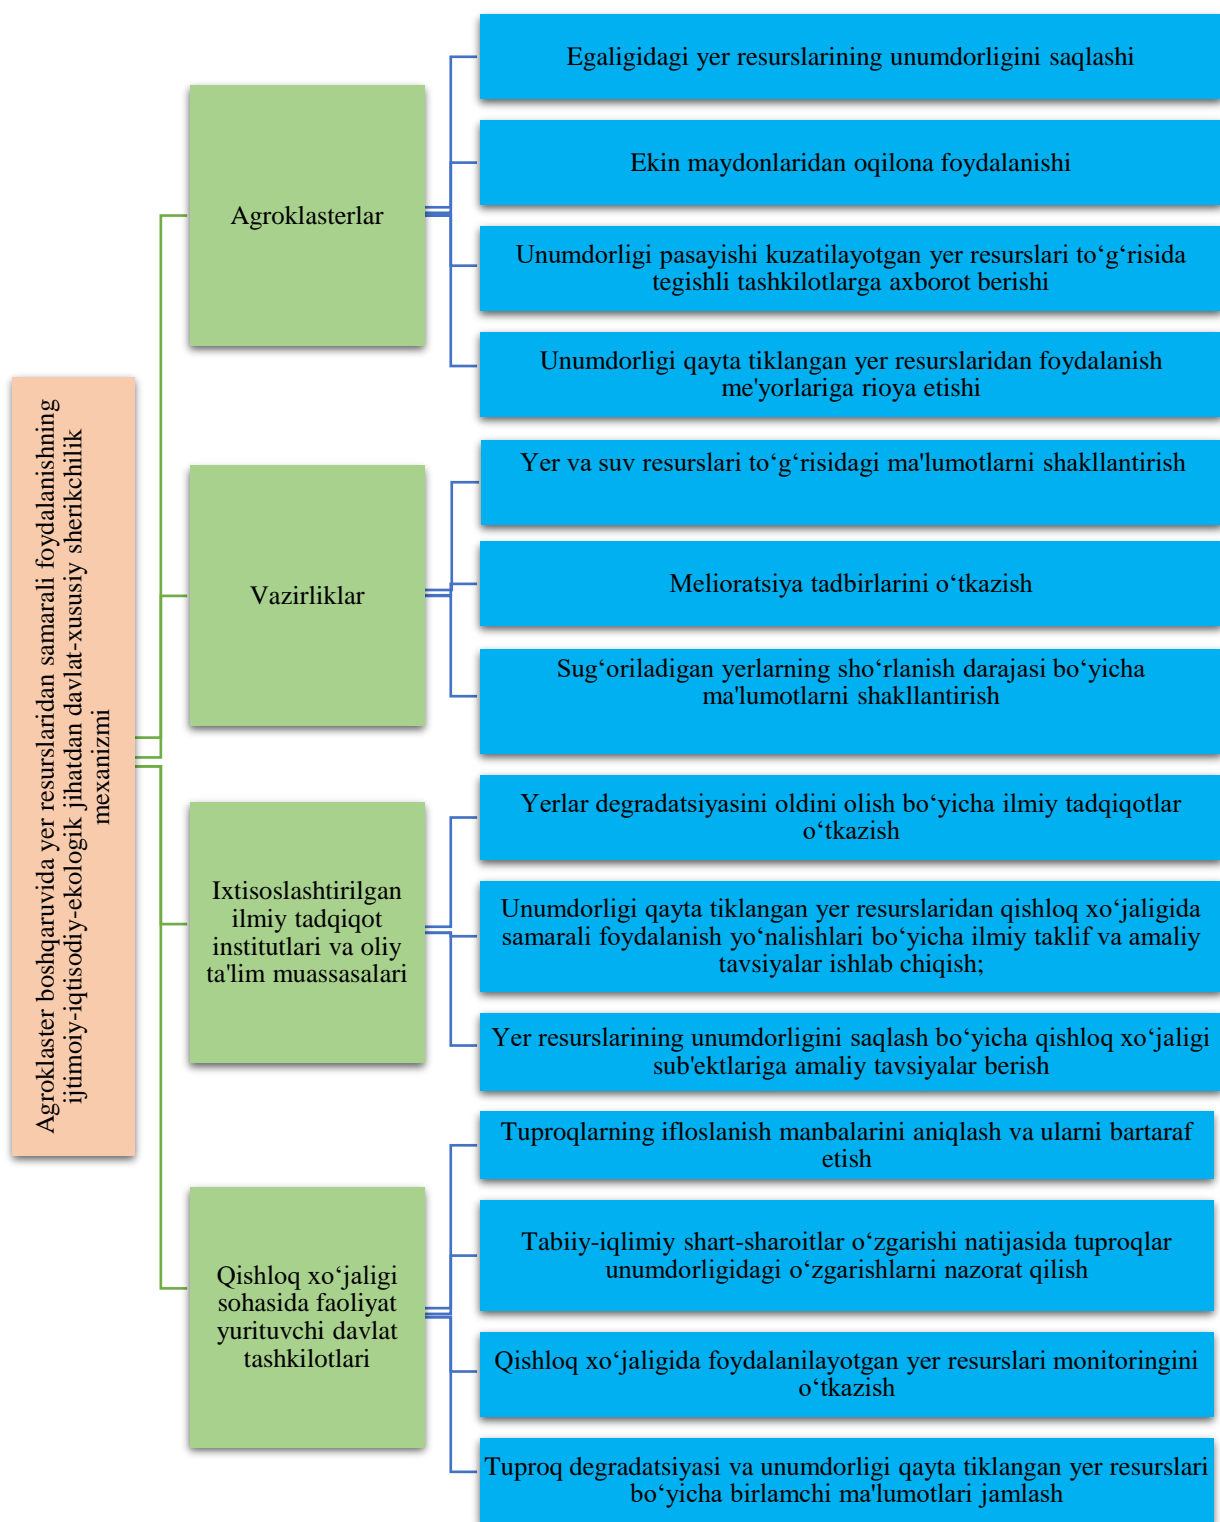 Agroklaster boshqaruvida yer resurslaridan samarali foydalanishning
ijtimoiy-iqtisodiy-ekologik jihatdan davlat-xususiy sherikchilik
mexanizmi
Agroklasterlar
Egaligidagi yer resurslarining unumdorligini saqlashi
Ekin maydonlaridan oqilona foydalanishi
Unumdorligi pasayishi kuzatilayotgan yer resurslari to‘g‘risida
tegishli tashkilotlarga axborot berishi
Unumdorligi qayta tiklangan yer resurslaridan foydalanish
me'yorlariga rioya etishi
Vazirliklar
Yer va suv resurslari to‘g‘risidagi ma'lumotlarni shakllantirish
Melioratsiya tadbirlarini o‘tkazish
Sug‘oriladigan yerlarning sho‘rlanish darajasi bo‘yicha
ma'lumotlarni shakllantirish
Ixtisoslashtirilgan
ilmiy tadqiqot
institutlari va oliy
ta'lim muassasalari
Yerlar degradatsiyasini oldini olish bo‘yicha ilmiy tadqiqotlar
o‘tkazish
Unumdorligi qayta tiklangan yer resurslaridan qishloq xo‘jaligida
samarali foydalanish yo‘nalishlari bo‘yicha ilmiy taklif va amaliy
tavsiyalar ishlab chiqish;
Yer resurslarining unumdorligini saqlash bo‘yicha qishloq xo‘jaligi
sub'ektlariga amaliy tavsiyalar berish
Qishloq xo‘jaligi
sohasida faoliyat
yurituvchi davlat
tashkilotlari
Tuproqlarning ifloslanish manbalarini aniqlash va ularni bartaraf
etish
Tabiiy-iqlimiy shart-sharoitlar o‘zgarishi natijasida tuproqlar
unumdorligidagi o‘zgarishlarni nazorat qilish
Qishloq xo‘jaligida foydalanilayotgan yer resurslari monitoringini
o‘tkazish
Tuproq degradatsiyasi va unumdorligi qayta tiklangan yer resurslari
bo‘yicha birlamchi ma'lumotlari jamlash